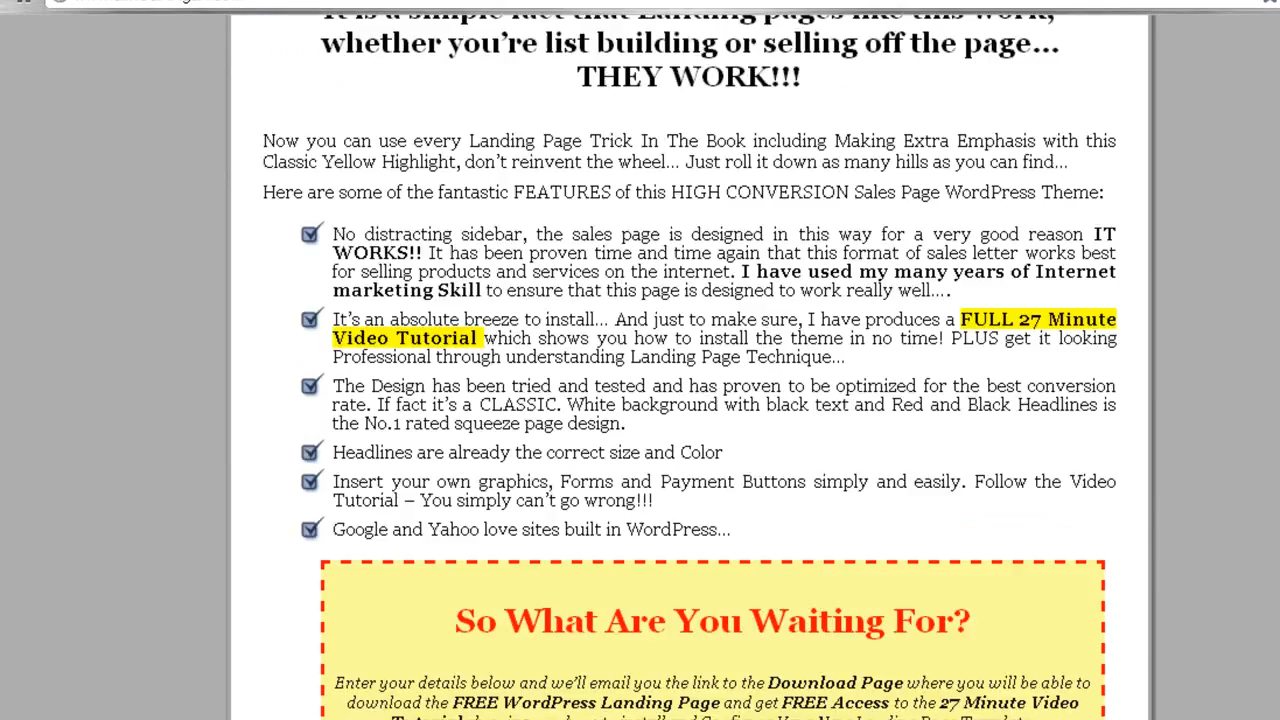 It is a simple fact that Landing pages like this work,
whether you're list building or selling off the page...
THEY WORK!!!
Now you can use every Landing Page Trick In The Book including Making Extra Emphasis with this
Classic Yellow Highlight, don't reinvent the wheel... Just roll it down as many hills as you can find...
Here are some of the fantastic FEATURES of this HIGH CONVERSION Sales Page WordPress Theme:
No distracting sidebar, the sales page is designed in this way for a very good reason IT
WORKS!! It has been proven time and time again that this format of sales letter works best
for selling products and services on the internet. I have used my many years of Internet
marketing Skill to ensure that this page is designed to work really well....
It's an absolute breeze to install... And just to make sure, I have produces a FULL 27 Minute
Video Tutorial which shows you how to install the theme in no time! PLUS get it looking
Professional through understanding Landing Page Technique...
The Design has been tried and tested and has proven to be optimized for the best conversion
rate. If fact it's a CLASSIC. White background with black text and Red and Black Headlines is
the No.1 rated squeeze page design.
Headlines are already the correct size and Color
Insert your own graphics, Forms and Payment Buttons simply and easily. Follow the Video
Tutorial – You simply can't go wrong!!!
Google and Yahoo love sites built in WordPress...
So What Are You Waiting For?
Enter your details below and we'll email you the link to the Download Page where you will be able to
download the FREE WordPress Landing Page and get FREE Access to the 27 Minute Video